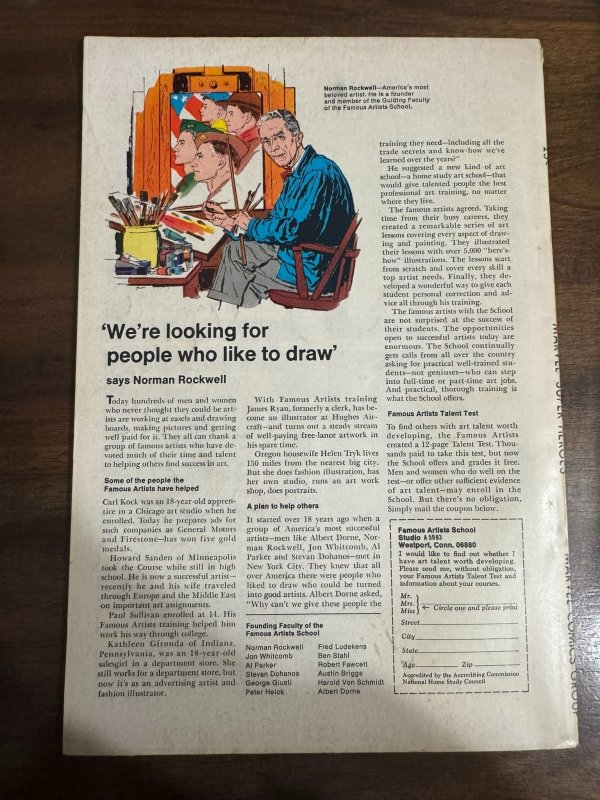 Norman Rockwell—America's most
beloved artist. He is a founder
and member of the Guiding Faculty
of the Famous Artists School.
'We're looking for
people who like to draw'
says Norman Rockwell
Today hundreds of men and women
who never thought they could be art-
ists are working at easels and drawing
boards, making pictures and getting
well paid for it. They all can thank a
group of famous artists who have de-
voted much of their time and talent
to helping others find success in art.
Some of the people the
Famous Artists have helped
Carl Kock was an 18-year-old appren-
tice in a Chicago art studio when he
enrolled. Today he prepares ads for
such companies as General Motors
and Firestone—has won five gold
medals.
Howard Sanden of Minneapolis
took the Course while still in high
school. He is now a successful artist—
recently he and his wife traveled
through Europe and the Middle East
on important art assignments.
Paul Sullivan enrolled at 14. His
Famous Artists training helped him
work his way through college.
Kathleen Gironda of Indiana,
Pennsylvania, was an 18-year-old
salesgirl in a department store. She
still works for a department store, but
now it's as an advertising artist and
fashion illustrator.
With Famous Artists training
James Ryan, formerly a clerk, has be-
come an illustrator at Hughes Air-
craft—and turns out a steady stream
of well-paying free-lance artwork in
his spare time.
Oregon housewife Helen Tryk lives
150 miles from the nearest big city.
But she does fashion illustration, has
her own studio, runs an art work
shop, does portraits.
A plan to help others
It started over 18 years ago when a
group of America's most successful
artists—men like Albert Dorne, Nor-
man Rockwell, Jon Whitcomb, Al
Parker and Stevan Dohanos—met in
New York City. They knew that all
over America there were people who
liked to draw who could be turned
into good artists. Albert Dorne asked,
"Why can't we give these people the
Founding Faculty of the
Famous Artists School
Norman Rockwell
Jon Whitcomb
Al Parker
Stevan Dohanos
George Giusti
Peter Helck
Fred Ludekens
Ben Stahl
Robert Fawcett
Austin Briggs
Harold Von Schmidt
Albert Dorne
training they need—including all the
trade secrets and know-how we've
learned over the years?"
He suggested a new kind of art
school—a home study art school—that
would give talented people the best
professional art training, no matter
where they live.
The famous artists agreed. Taking
time from their busy careers, they
created a remarkable series of art
lessons covering every aspect of draw-
ing and painting. They illustrated
their lessons with over 5,000 "here's-
how" illustrations. The lessons start
from scratch and cover every skill a
top artist needs. Finally, they de-
veloped a wonderful way to give each
student personal correction and ad-
vice all through his training.
The famous artists with the School
are not surprised at the success of
their students. The opportunities
open to successful artists today are
enormous. The School continually
gets calls from all over the country
asking for practical well-trained stu-
dents—not geniuses—who can step
into full-time or part-time art jobs.
And practical, thorough training is
what the School offers.
Famous Artists Talent Test
To find others with art talent worth
developing, the Famous Artists
created a 12-page Talent Test. Thou-
sands paid to take this test, but now
the School offers and grades it free.
Men and women who do well on the
test—or offer other sufficient evidence
of art talent—may enroll in the
School. But there's no obligation.
Simply mail the coupon below.
Famous Artists School
Studio A5983
Westport, Conn. 06880
I would like to find out whether I
have art talent worth developing.
Please send me, without obligation,
your Famous Artists Talent Test and
information about your courses.
Mr.
Mrs.
Miss
← Circle one and please print
Street
City
State
Age Zip
Accredited by the Accrediting Commission
National Home Study Council